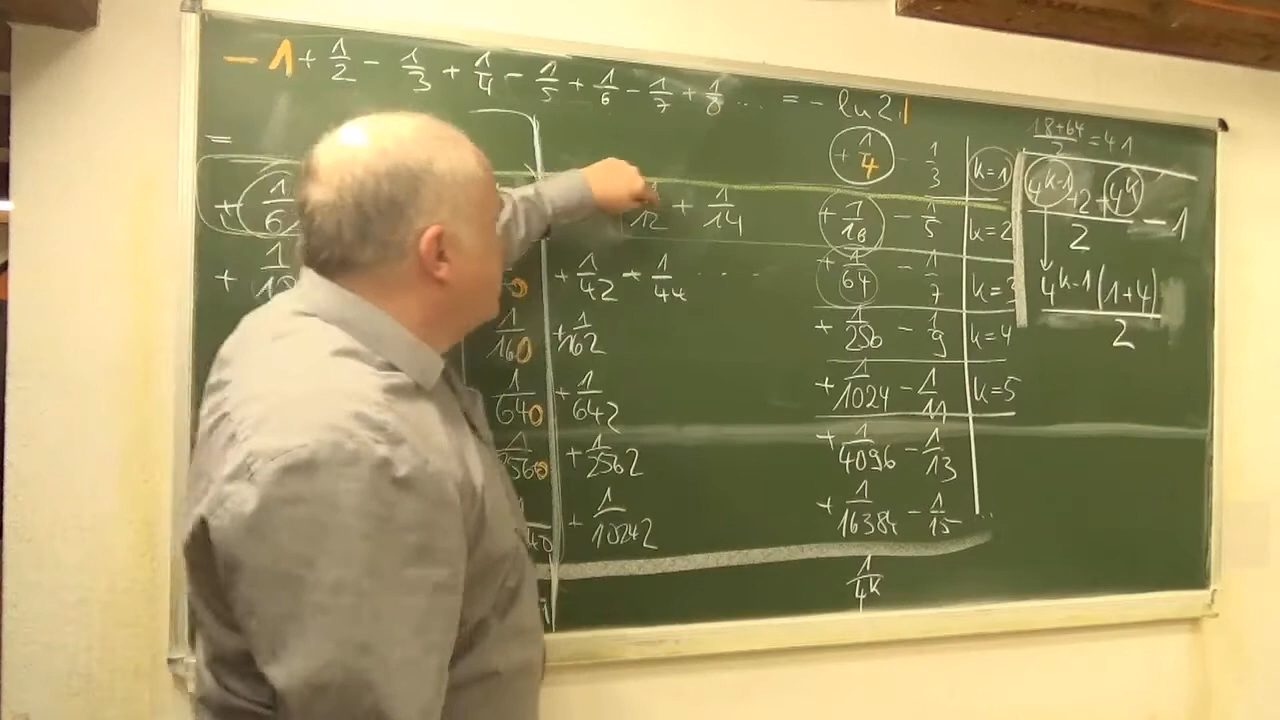 -1 + 1/2 - 1/3 + 1/4 - 1/5 + 1/6 - 1/7 + 1/8 ... = - ln 2
=
+ 1/6 1/12 + 1/14 + 1/4 - 1/3 k=1
+ 1/16 - 1/5 k=2
+ 1/42 + 1/44 ... + 1/64 - 1/7 k=3
1/160 + 1/162 + 1/256 - 1/9 k=4
1/640 + 1/642 + 1/1024 - 1/11 k=5
1/2560 + 1/2562 + 1/4096 - 1/13
+ 1/10242 + 1/16384 - 1/15 ...
1/4^k
18+64/2 = 41
4^(k-1)+2+4^k/2 - 1
4^(k-1)(1+4)/2